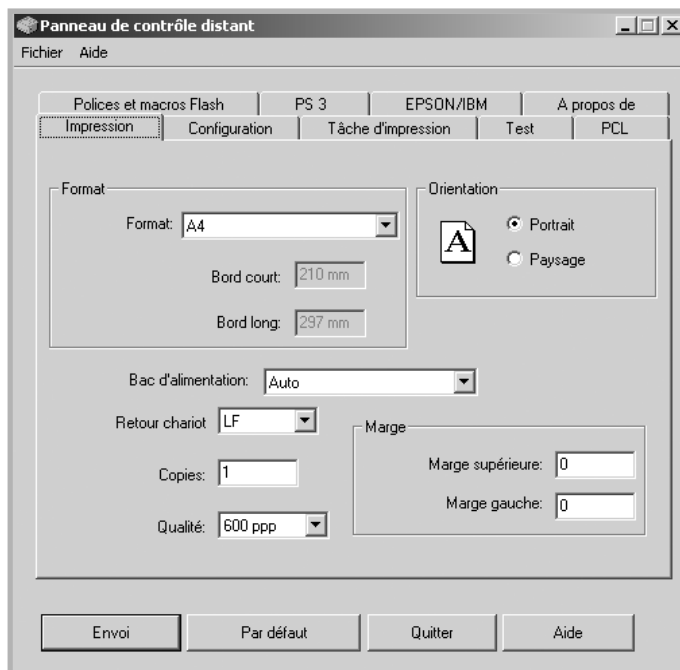 Panneau de contrôle distant
Fichier Aide
Polices et macros Flash PS 3 EPSON/IBM A propos de
Impression Configuration Tâche d'impression Test PCL
Format
Format: A4
Bord court: 210 mm
Bord long: 297 mm
Orientation
A
Portrait
Paysage
Bac d'alimentation: Auto
Retour chariot LF
Copies: 1
Qualité: 600 ppp
Marge
Marge supérieure: 0
Marge gauche: 0
Envoi Par défaut Quitter Aide